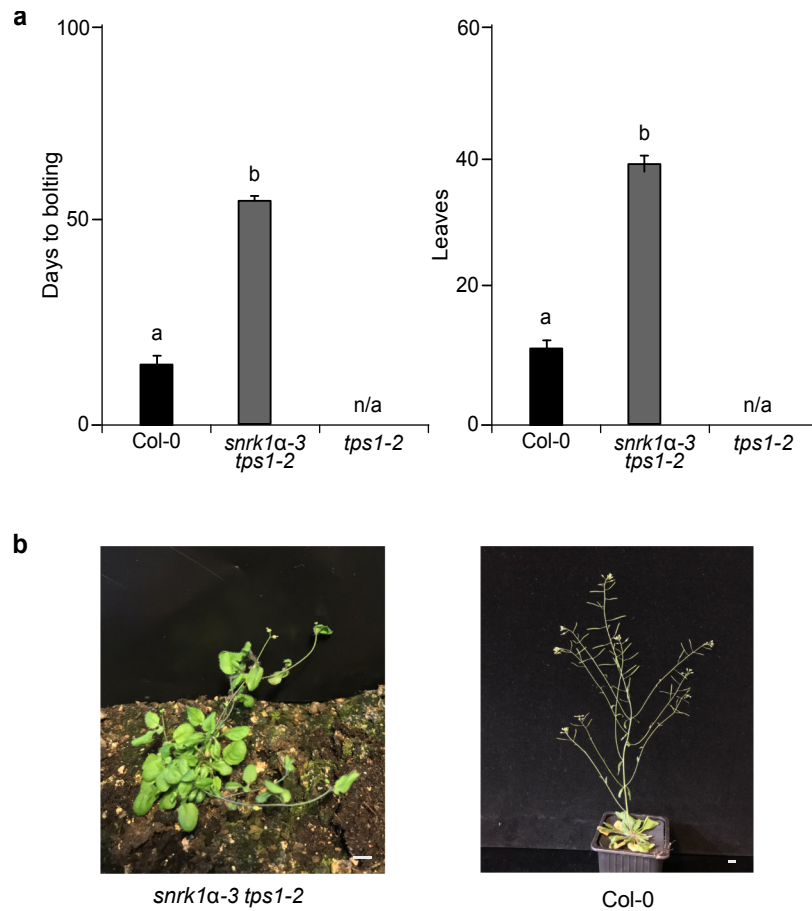 a
100
50
0
Days to bolting
a
b
n/a
Col-0
snrk1α-3
tps1-2
tps1-2
60
40
20
0
Leaves
a
b
n/a
Col-0
snrk1α-3
tps1-2
tps1-2
b
snrk1α-3 tps1-2
Col-0